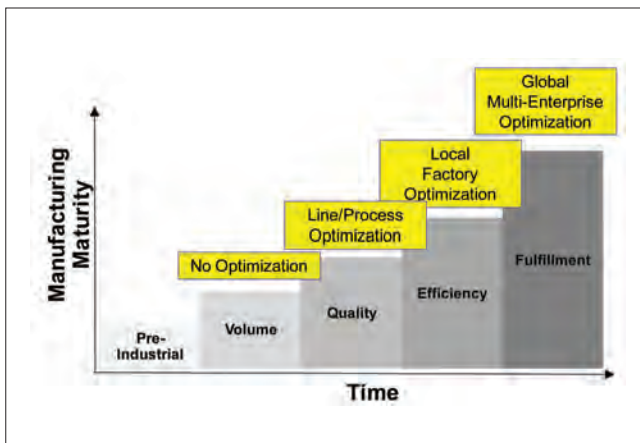 Global
Multi-Enterprise
Optimization
Local
Factory
Optimization
Line/Process
Optimization
No Optimization
Manufacturing
Maturity
Pre-
Industrial
Volume
Quality
Efficiency
Fulfillment
Time